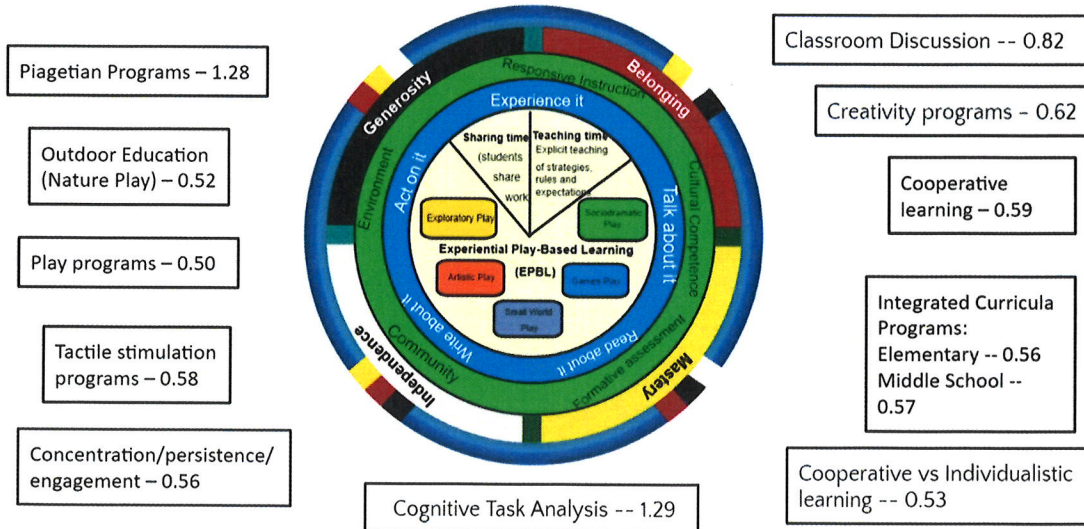 Piagetian Programs – 1.28
Outdoor Education
(Nature Play) – 0.52
Play programs – 0.50
Tactile stimulation
programs – 0.58
Concentration/persistence/
engagement – 0.56
Generosity
Belonging
Mastery
Independence
Responsive Instruction
Cultural Competence
Formative assessment
Community
Environment
Experience it
Talk about it
Read about it
Write about it
Act on it
Sharing time
(students
share
work
Teaching time
Explicit teaching
of strategies,
rules and
expectations
Exploratory Play
Sociodramatic
Play
Experiential Play-Based Learning
(EPBL)
Artistic Play
Games Play
Small World
Play
Cognitive Task Analysis -- 1.29
Classroom Discussion -- 0.82
Creativity programs – 0.62
Cooperative
learning – 0.59
Integrated Curricula
Programs:
Elementary -- 0.56
Middle School --
0.57
Cooperative vs Individualistic
learning -- 0.53